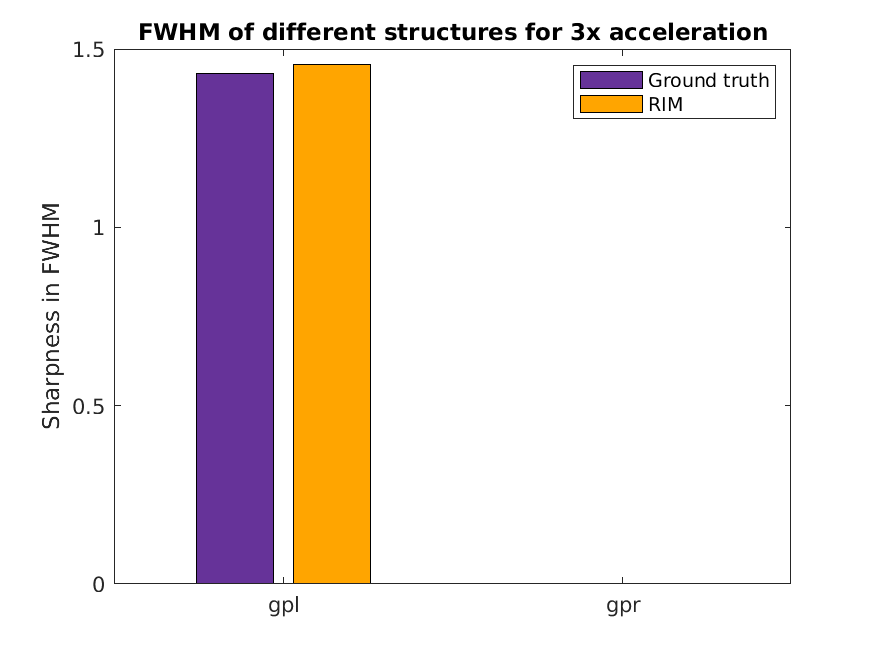 FWHM of different structures for 3x acceleration
1.5
Ground truth
RIM
1
Sharpness in FWHM
0.5
0
gpl
gpr